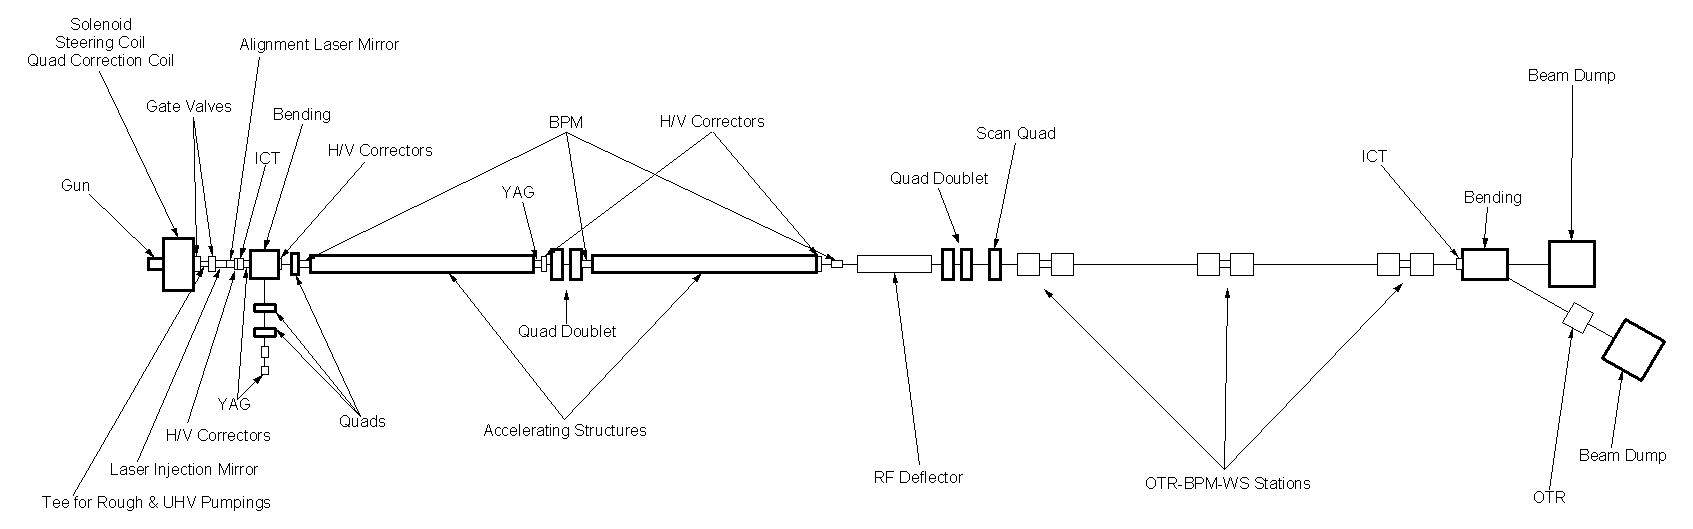 Solenoid
Steering Coil
Quad Correction Coil
Alignment Laser Mirror
Beam Dump
Gate Valves
Bending
BPM
H/V Correctors
Scan Quad
ICT
H/V Correctors
ICT
Gun
YAG
Quad Doublet
Bending
Quad Doublet
YAG
Quads
H/V Correctors
Accelerating Structures
Laser Injection Mirror
RF Deflector
OTR-BPM-WS Stations
Beam Dump
Tee for Rough & UHV Pumpings
OTR